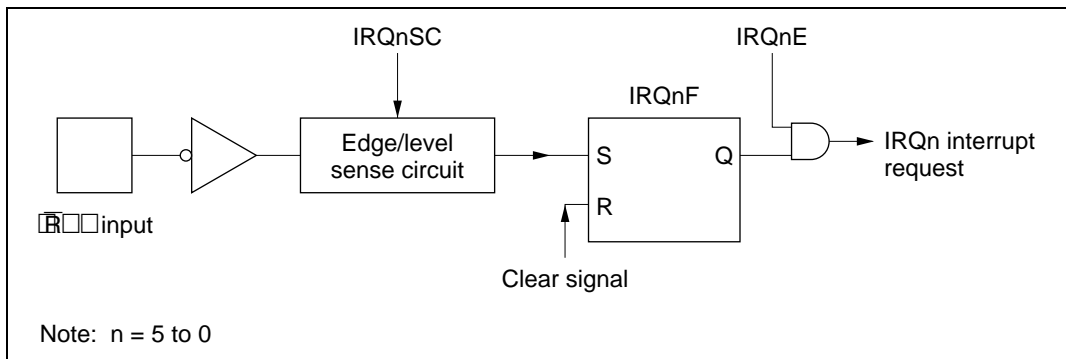 IRQnSC
IRQnE
IRQnF
Edge/level
sense circuit
S
Q
R
IRQn interrupt
request
input
Clear signal
Note: n = 5 to 0